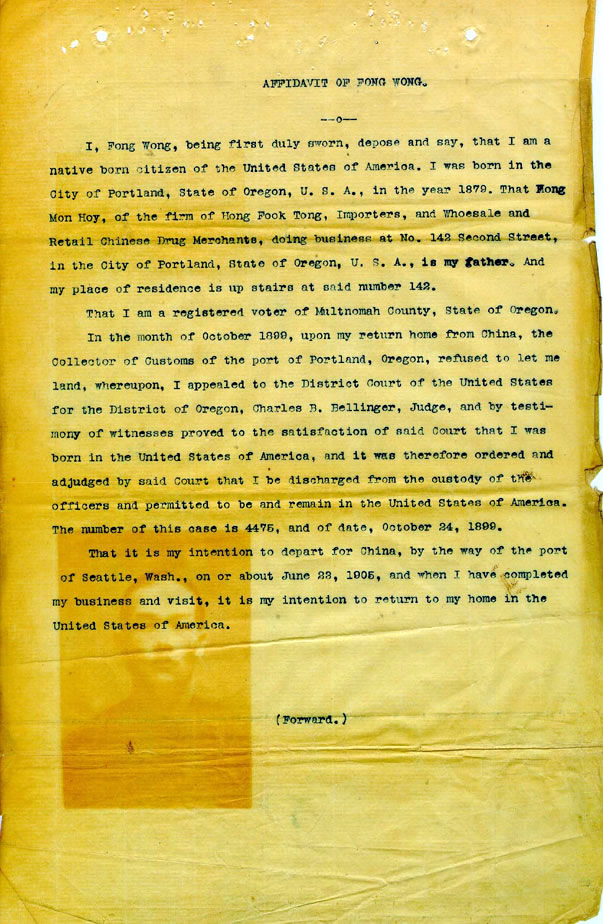 AFFIDAVIT OF FONG WONG.
--o--
I, Fong Wong, being first duly sworn, depose and say, that I am a
native born citizen of the United States of America. I was born in the
City of Portland, State of Oregon, U. S. A., in the year 1879. That Hong
Mon Hoy, of the firm of Hong Fook Tong, Importers, and Whoesale and
Retail Chinese Drug Merchants, doing business at No. 142 Second Street,
in the City of Portland, State of Oregon, U. S. A., is my father. And
my place of residence is up stairs at said number 142.
That I am a registered voter of Multnomah County, State of Oregon.
In the month of October 1899, upon my return home from China, the
Collector of Customs of the port of Portland, Oregon, refused to let me
land, whereupon, I appealed to the District Court of the United States
for the District of Oregon, Charles B. Bellinger, Judge, and by testi-
mony of witnesses proved to the satisfaction of said Court that I was
born in the United States of America, and it was therefore ordered and
adjudged by said Court that I be discharged from the custody of the
officers and permitted to be and remain in the United States of America.
The number of this case is 4475, and of date, October 24, 1899.
That it is my intention to depart for China, by the way of the port
of Seattle, Wash., on or about June 23, 1905, and when I have completed
my business and visit, it is my intention to return to my home in the
United States of America.
(Forward.)